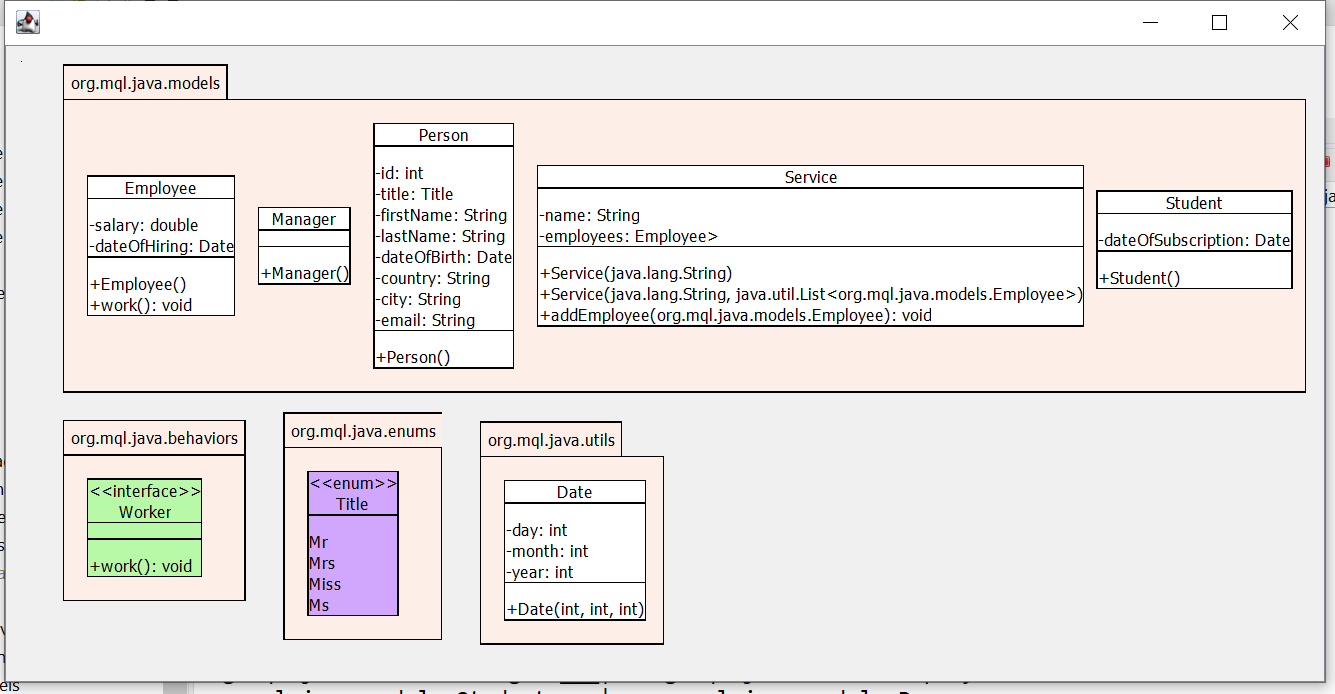 org.mql.java.models
Employee
-salary: double
-dateOfHiring: Date
+Employee()
+work(): void
Manager
+Manager()
Person
-id: int
-title: Title
-firstName: String
-lastName: String
-dateOfBirth: Date
-country: String
-city: String
-email: String
+Person()
Service
-name: String
-employees: Employee>
+Service(java.lang.String)
+Service(java.lang.String, java.util.List<org.mql.java.models.Employee>)
+addEmployee(org.mql.java.models.Employee): void
Student
-dateOfSubscription: Date
+Student()
org.mql.java.behaviors
<<interface>>
Worker
+work(): void
org.mql.java.enums
<<enum>>
Title
Mr
Mrs
Miss
Ms
org.mql.java.utils
Date
-day: int
-month: int
-year: int
+Date(int, int, int)